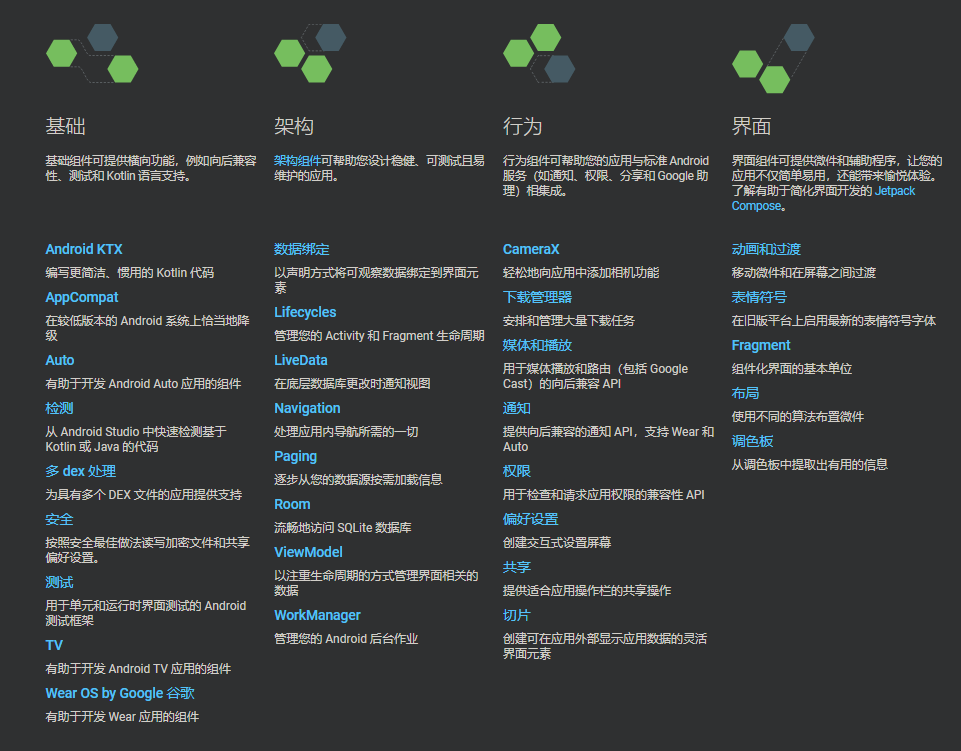 基础
基础组件可提供横向功能，例如向后兼容
性、测试和 Kotlin 语言支持。
Android KTX
编写更简洁、惯用的 Kotlin 代码
AppCompat
在较低版本的 Android 系统上恰当地降
级
Auto
有助于开发 Android Auto 应用的组件
检测
从 Android Studio 中快速检测基于
Kotlin 或 Java 的代码
多 dex 处理
为具有多个 DEX 文件的应用提供支持
安全
按照安全最佳做法读写加密文件和共享
偏好设置。
测试
用于单元和运行时界面测试的 Android
测试框架
TV
有助于开发 Android TV 应用的组件
Wear OS by Google 谷歌
有助于开发 Wear 应用的组件
架构
架构组件可帮助您设计稳健、可测试且易
维护的应用。
数据绑定
以声明方式将可观察数据绑定到界面元
素
Lifecycles
管理您的 Activity 和 Fragment 生命周期
LiveData
在底层数据库更改时通知视图
Navigation
处理应用内导航所需的一切
Paging
逐步从您的数据源按需加载信息
Room
流畅地访问 SQLite 数据库
ViewModel
以注重生命周期的方式管理界面相关的
数据
WorkManager
管理您的 Android 后台作业
行为
行为组件可帮助您的应用与标准 Android
服务（如通知、权限、分享和 Google 助
理）相集成。
CameraX
轻松地向应用中添加相机功能
下载管理器
安排和管理大量下载任务
媒体和播放
用于媒体播放和路由（包括 Google
Cast）的向后兼容 API
通知
提供向后兼容的通知 API，支持 Wear 和
Auto
权限
用于检查和请求应用权限的兼容性 API
偏好设置
创建交互式设置屏幕
共享
提供适合应用操作栏的共享操作
切片
创建可在应用外部显示应用数据的灵活
界面元素
界面
界面组件可提供微件和辅助程序，让您的
应用不仅简单易用，还能带来愉悦体验。
了解有助于简化界面开发的 Jetpack
Compose。
动画和过渡
移动微件和在屏幕之间过渡
表情符号
在旧版平台上启用最新的表情符号字体
Fragment
组件化界面的基本单位
布局
使用不同的算法布置微件
调色板
从调色板中提取出有用的信息